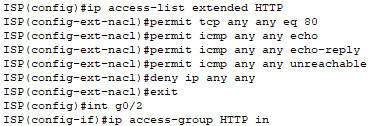 ISP(config)#ip access-list extended HTTP
ISP(config-ext-nacl)#permit tcp any any eq 80
ISP(config-ext-nacl)#permit icmp any any echo
ISP(config-ext-nacl)#permit icmp any any echo-reply
ISP(config-ext-nacl)#permit icmp any any unreachable
ISP(config-ext-nacl)#deny ip any any
ISP(config-ext-nacl)#exit
ISP(config)#int g0/2
ISP(config-if)#ip access-group HTTP in